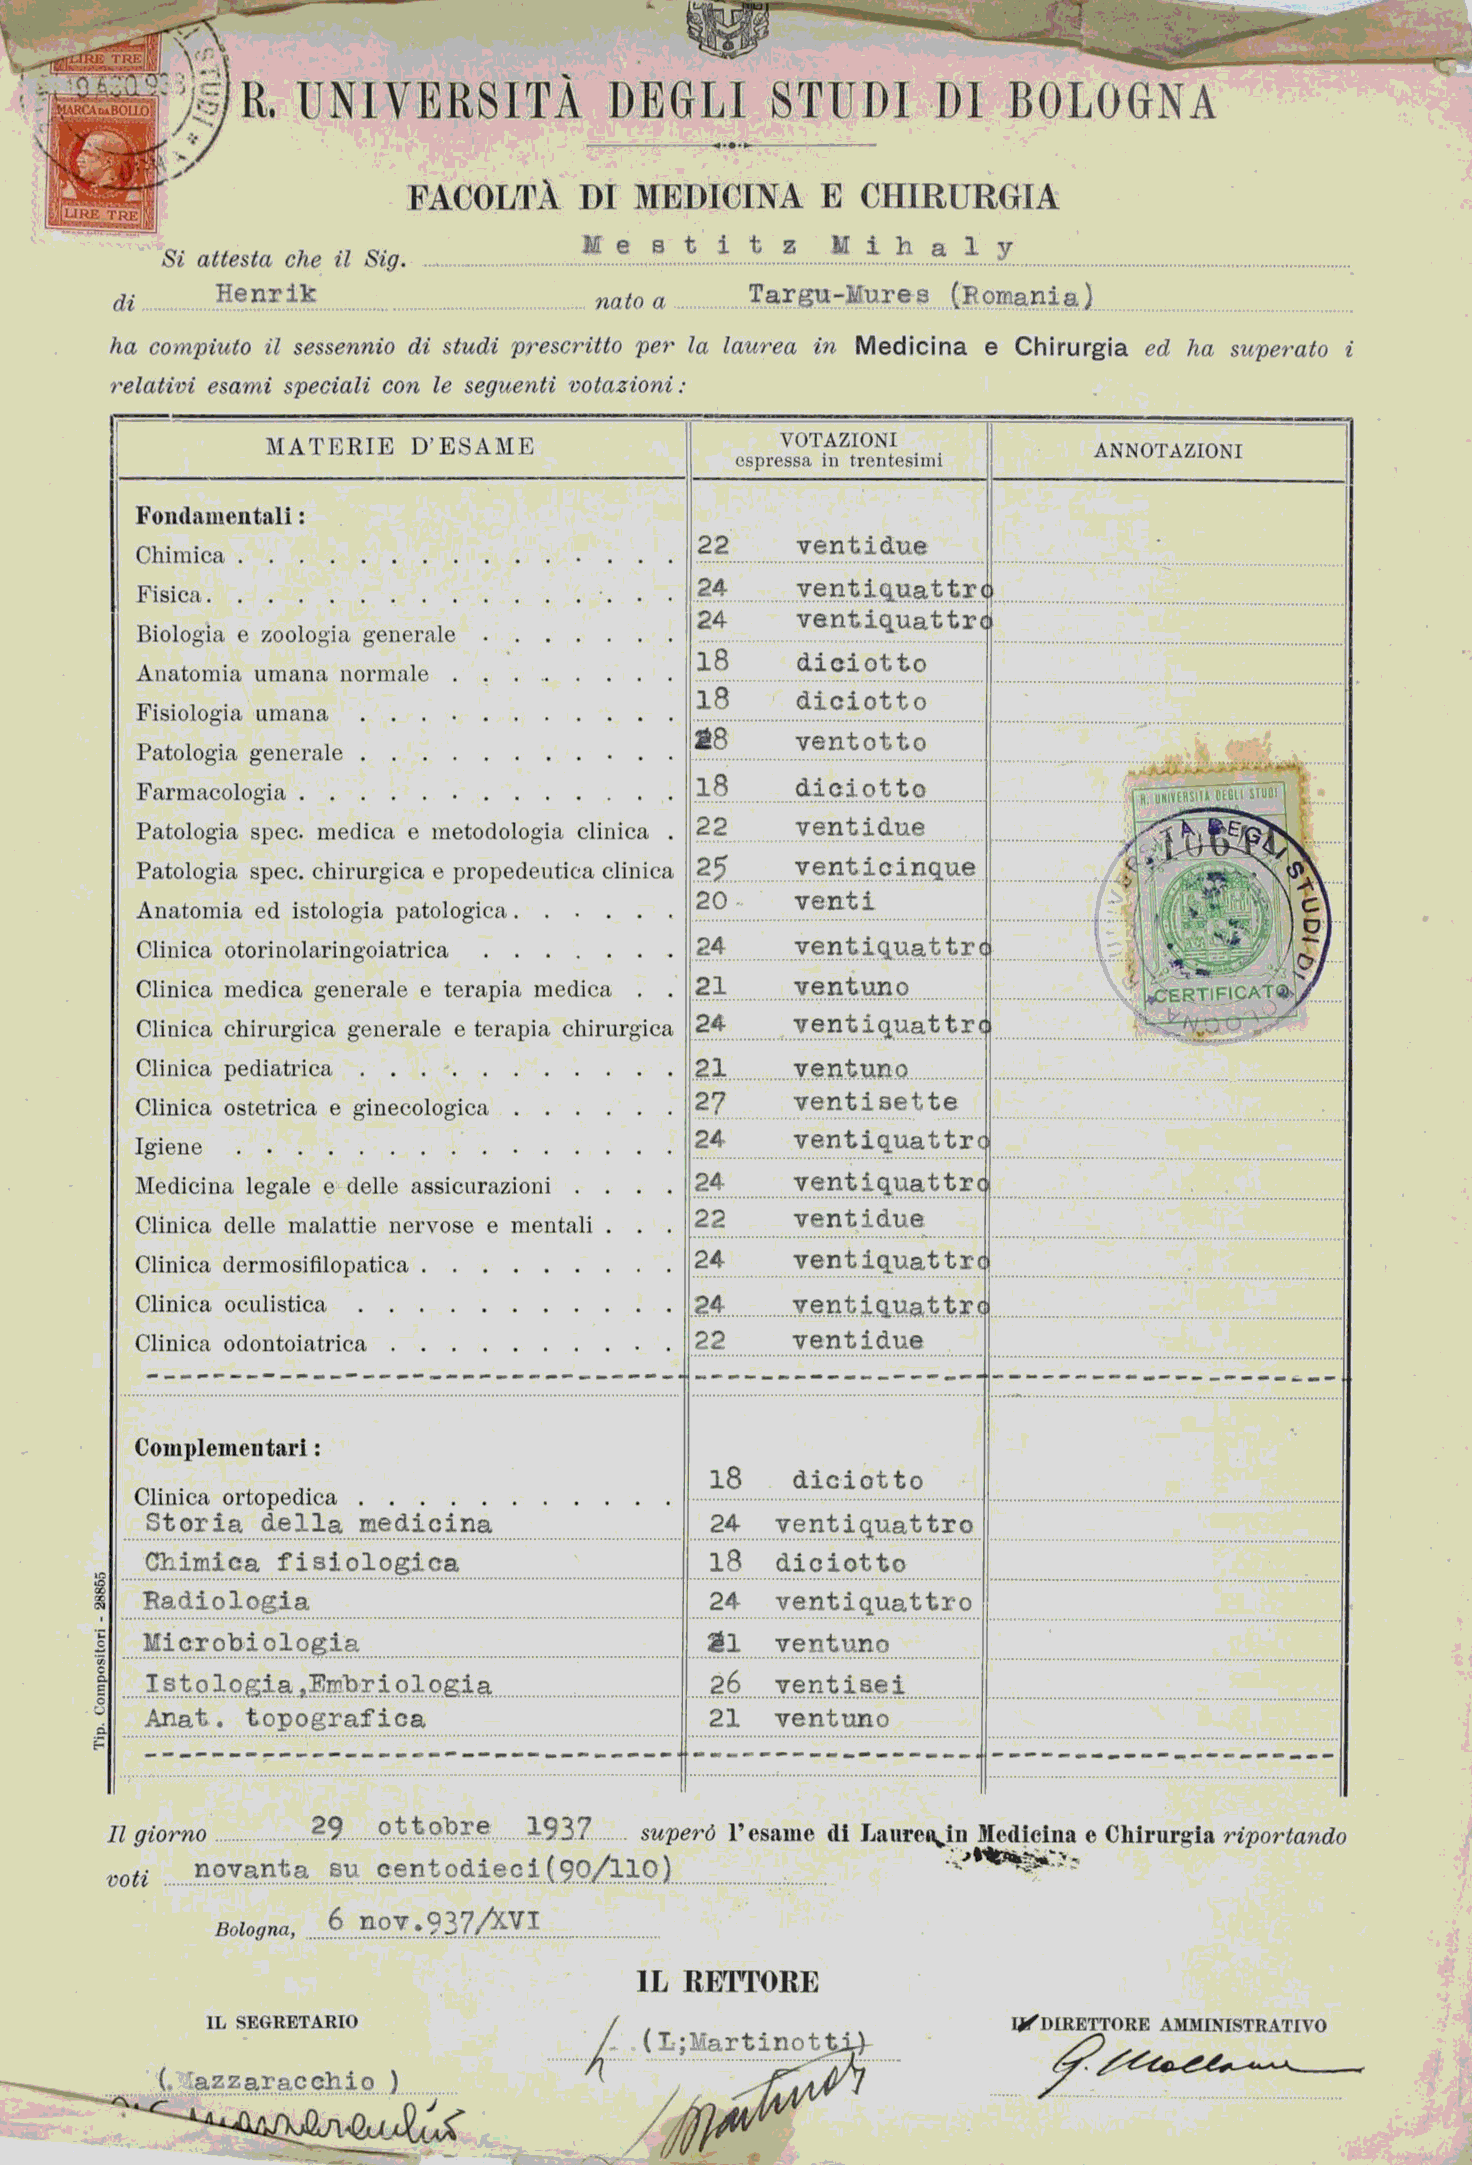 LIRE TRE
10 AGO 938
MARCA DA BOLLO
LIRE TRE
STUDI
R. UNIVERSITÀ DEGLI STUDI DI BOLOGNA
FACOLTÀ DI MEDICINA E CHIRURGIA
Si attesta che il Sig. Mestitz Mihaly
di Henrik nato a Targu-Mures (Romania)
ha compiuto il sessennio di studi prescritto per la laurea in Medicina e Chirurgia ed ha superato i
relativi esami speciali con le seguenti votazioni:
MATERIE D'ESAME VOTAZIONI espressa in trentesimi ANNOTAZIONI
Fondamentali:
Chimica 22 ventidue
Fisica 24 ventiquattro
Biologia e zoologia generale 24 ventiquattro
Anatomia umana normale 18 diciotto
Fisiologia umana 18 diciotto
Patologia generale 28 ventotto
Farmacologia 18 diciotto
Patologia spec. medica e metodologia clinica 22 ventidue
Patologia spec. chirurgica e propedeutica clinica 25 venticinque
Anatomia ed istologia patologica 20 venti
Clinica otorinolaringoiatrica 24 ventiquattro
Clinica medica generale e terapia medica 21 ventuno
Clinica chirurgica generale e terapia chirurgica 24 ventiquattro
Clinica pediatrica 21 ventuno
Clinica ostetrica e ginecologica 27 ventisette
Igiene 24 ventiquattro
Medicina legale e delle assicurazioni 24 ventiquattro
Clinica delle malattie nervose e mentali 22 ventidue
Clinica dermosifilopatica 24 ventiquattro
Clinica oculistica 24 ventiquattro
Clinica odontoiatrica 22 ventidue
R. UNIVERSITÀ DEGLI STUDI
UNIVERSITÀ DEGLI STUDI DI BOLOGNA
CERTIFICATO
Complementari:
Clinica ortopedica 18 diciotto
Storia della medicina 24 ventiquattro
Chimica fisiologica 18 diciotto
Radiologia 24 ventiquattro
Microbiologia 21 ventuno
Istologia,Embriologia 26 ventisei
Anat. topografica 21 ventuno
Tip. Compositori - 28855
Il giorno 29 ottobre 1937 superò l'esame di Laurea in Medicina e Chirurgia riportando
voti novanta su centodieci(90/110)
Bologna, 6 nov.937/XVI
IL RETTORE
IL SEGRETARIO
IL DIRETTORE AMMINISTRATIVO
(L;Martinotti)
(Mazzaracchio )
Martinotti